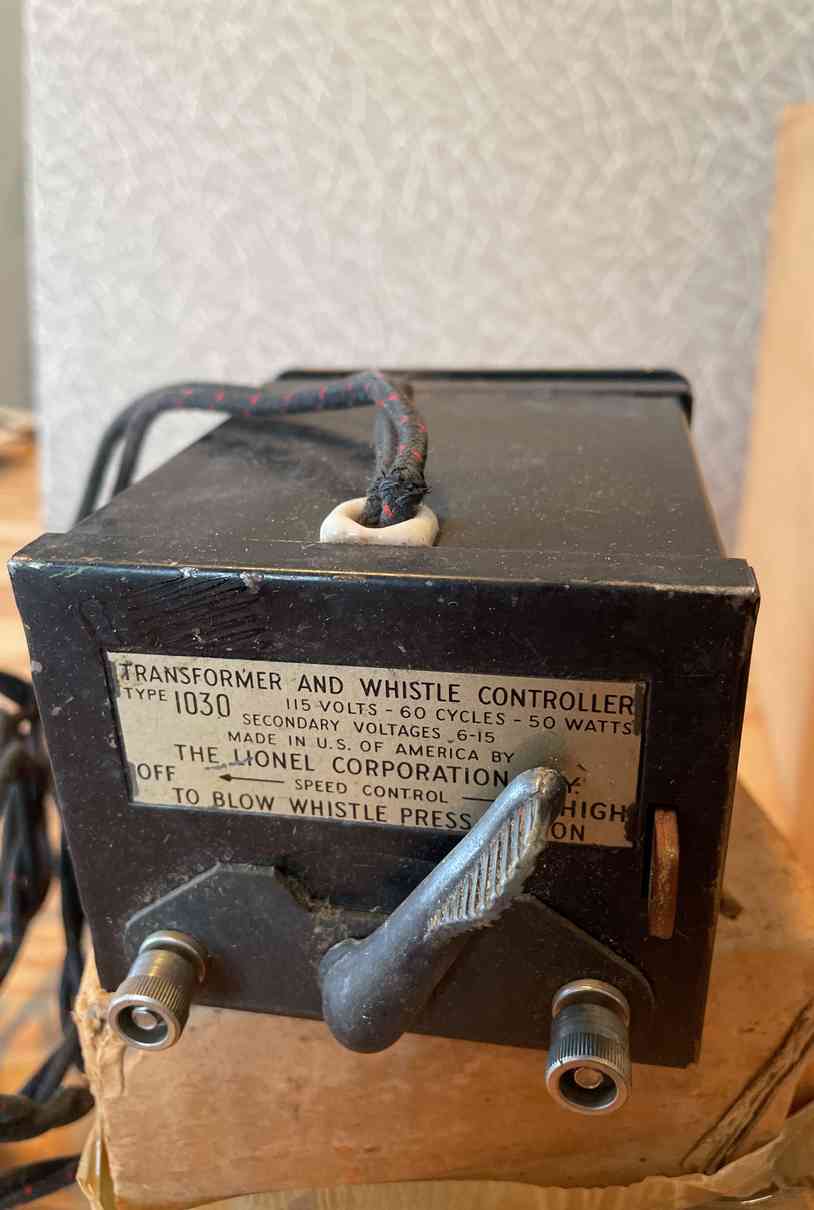 TRANSFORMER AND WHISTLE CONTROLLER
TYPE 1030 115 VOLTS - 60 CYCLES - 50 WATTS
SECONDARY VOLTAGES 6-15
MADE IN U.S. OF AMERICA BY
THE LIONEL CORPORATION Y.
OFF SPEED CONTROL HIGH
TO BLOW WHISTLE PRESS ON